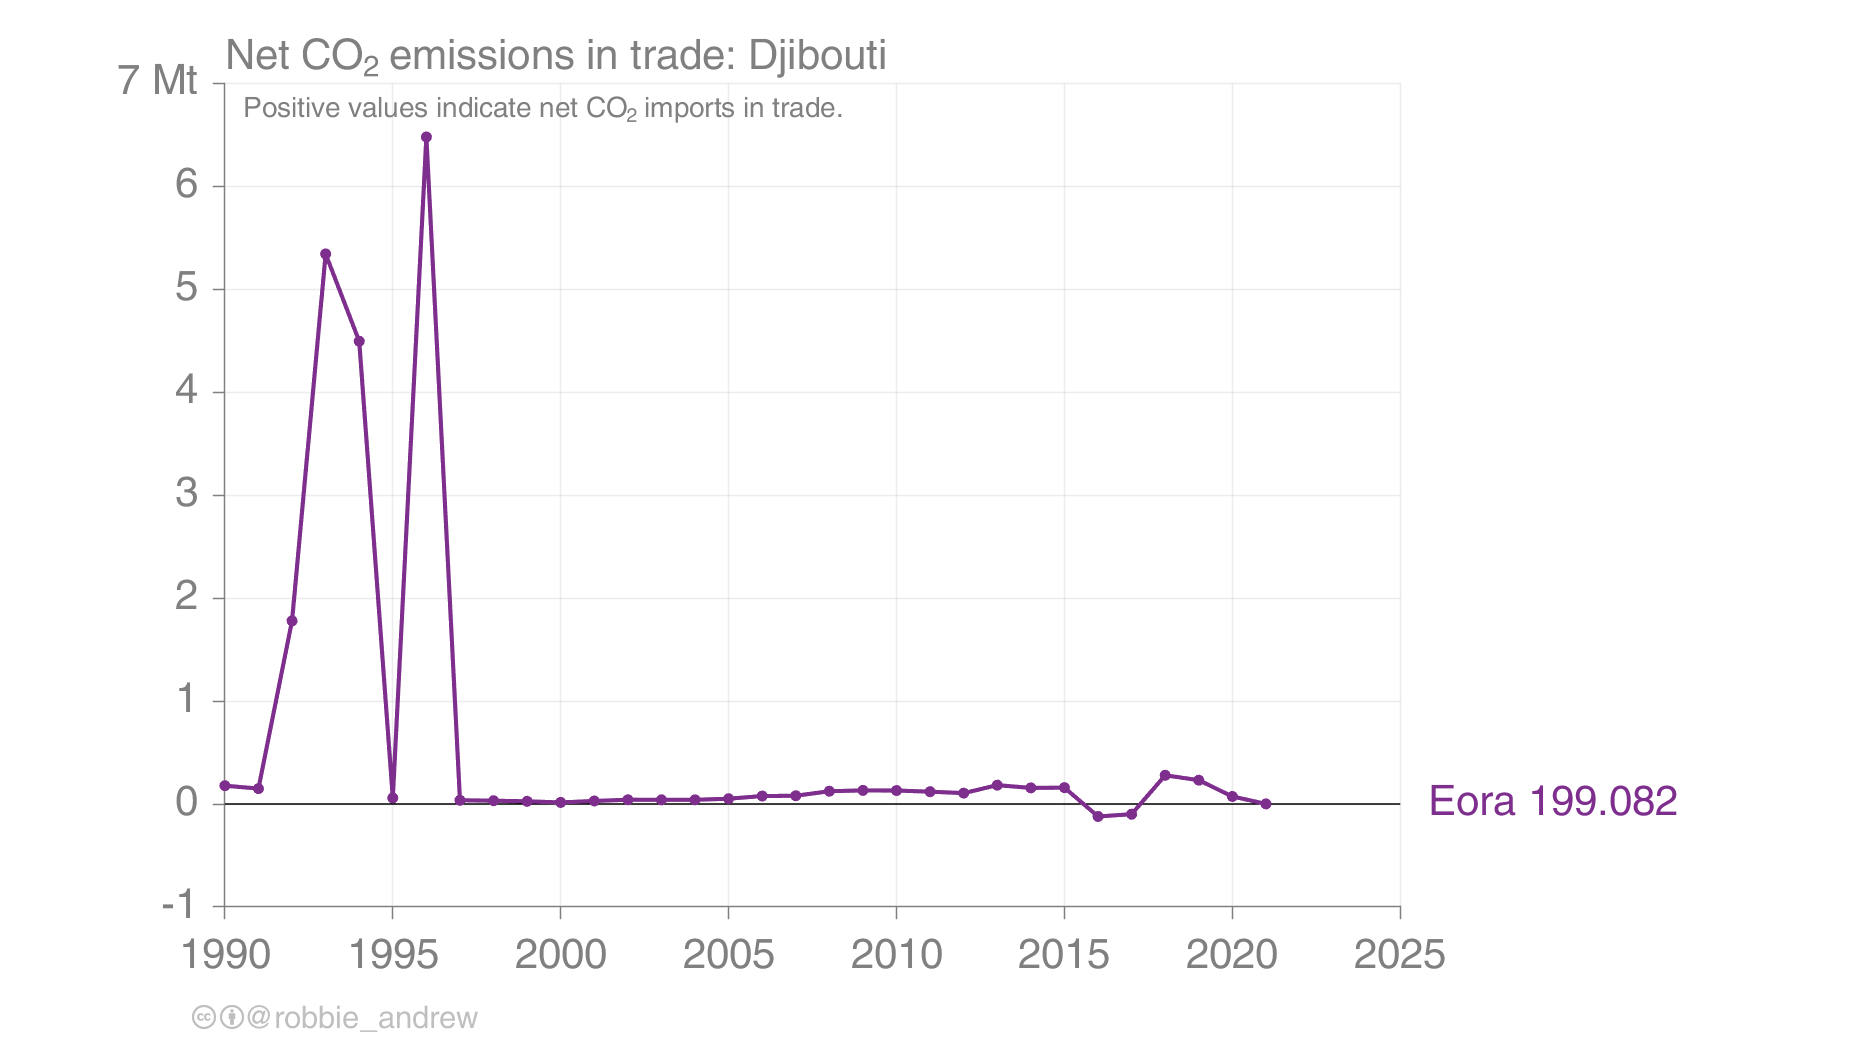 Net CO₂ emissions in trade: Djibouti
7 Mt
Positive values indicate net CO₂ imports in trade.
6
5
4
3
2
1
0
Eora 199.082
-1
1990 1995 2000 2005 2010 2015 2020 2025
cc @robbie_andrew